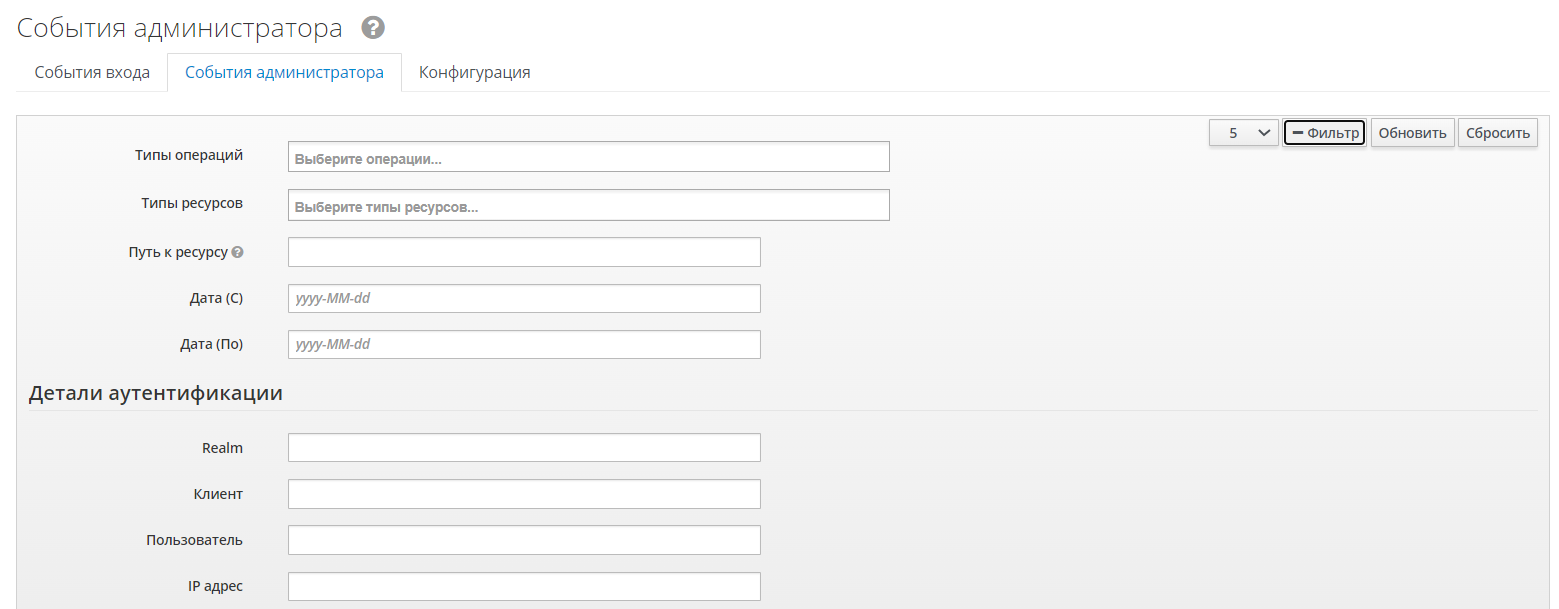 События администратора ?
События входа События администратора Конфигурация
5 Фильтр Обновить Сбросить
Типы операций Выберите операции...
Типы ресурсов Выберите типы ресурсов...
Путь к ресурсу ?
Дата (С) yyyy-MM-dd
Дата (По) yyyy-MM-dd
Детали аутентификации
Realm
Клиент
Пользователь
IP адрес